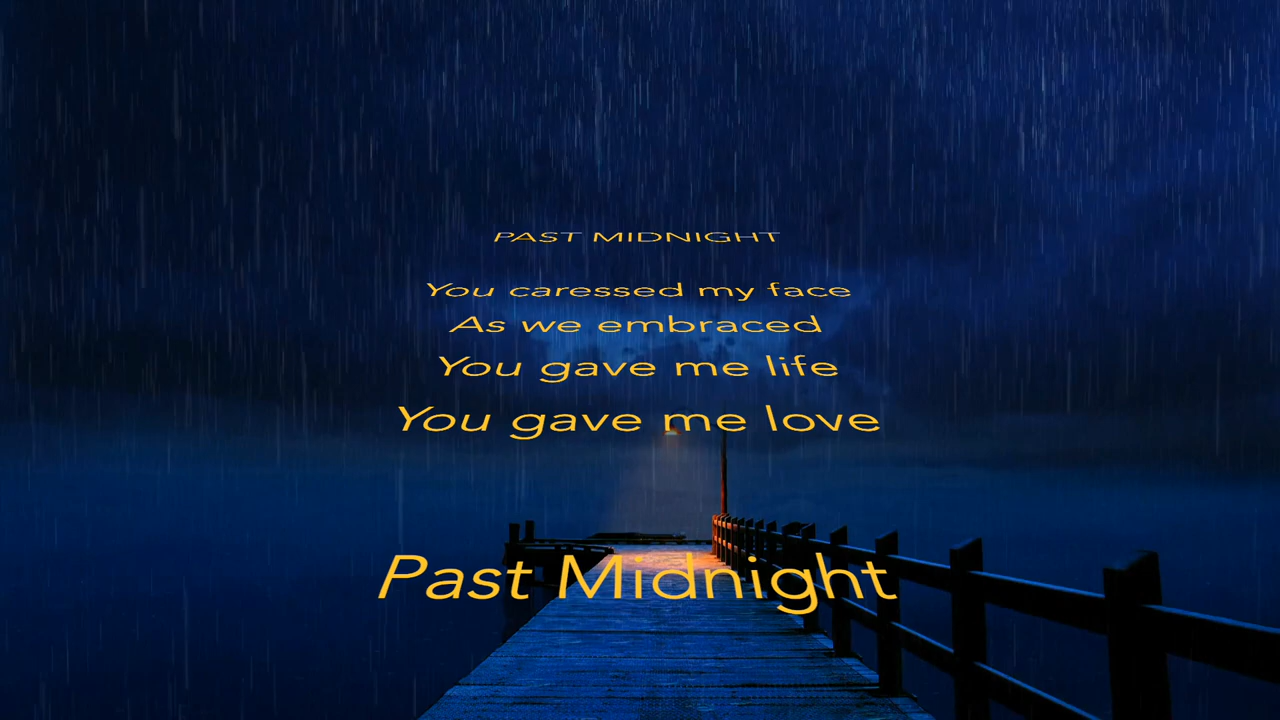 PAST MIDNIGHT
You caressed my face
As we embraced
You gave me life
You gave me love
Past Midnight